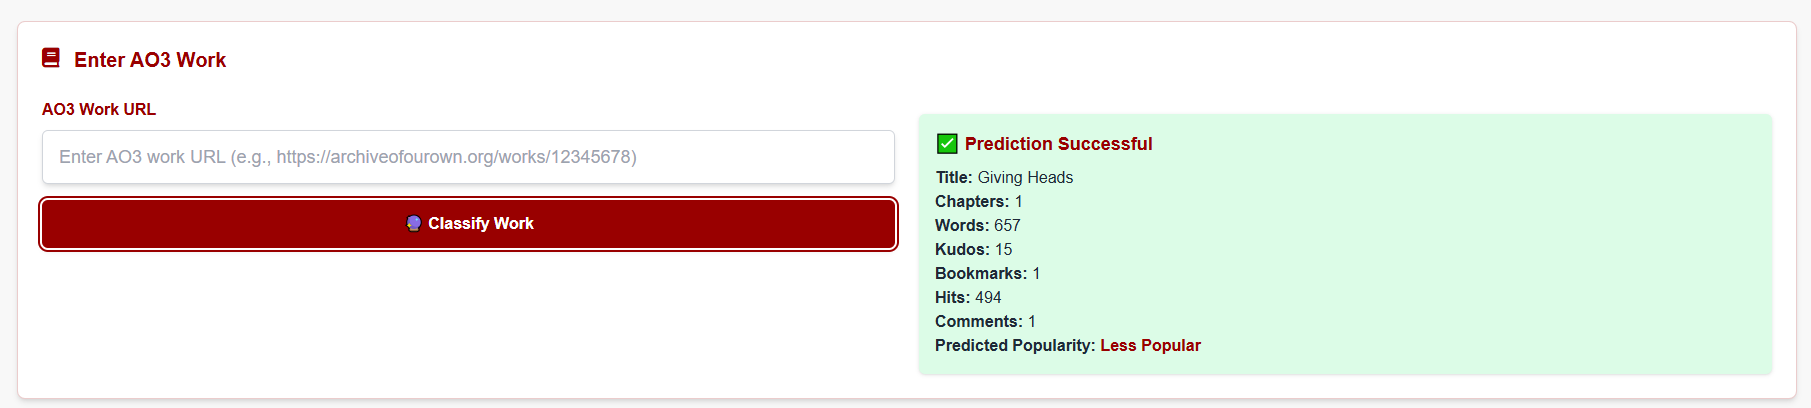 Enter AO3 Work
AO3 Work URL
Enter AO3 work URL (e.g., https://archiveofourown.org/works/12345678)
Classify Work
Prediction Successful
Title: Giving Heads
Chapters: 1
Words: 657
Kudos: 15
Bookmarks: 1
Hits: 494
Comments: 1
Predicted Popularity: Less Popular